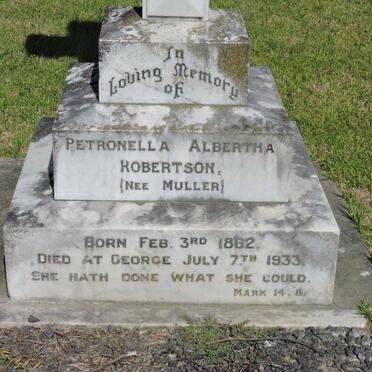 In
Loving Memory
of
PETRONELLA ALBERTHA
ROBERTSON,
(NEE MULLER)
BORN FEB. 3RD 1862.
DIED AT GEORGE JULY 7TH 1933.
SHE HATH DONE WHAT SHE COULD.
MARK 14. 8.